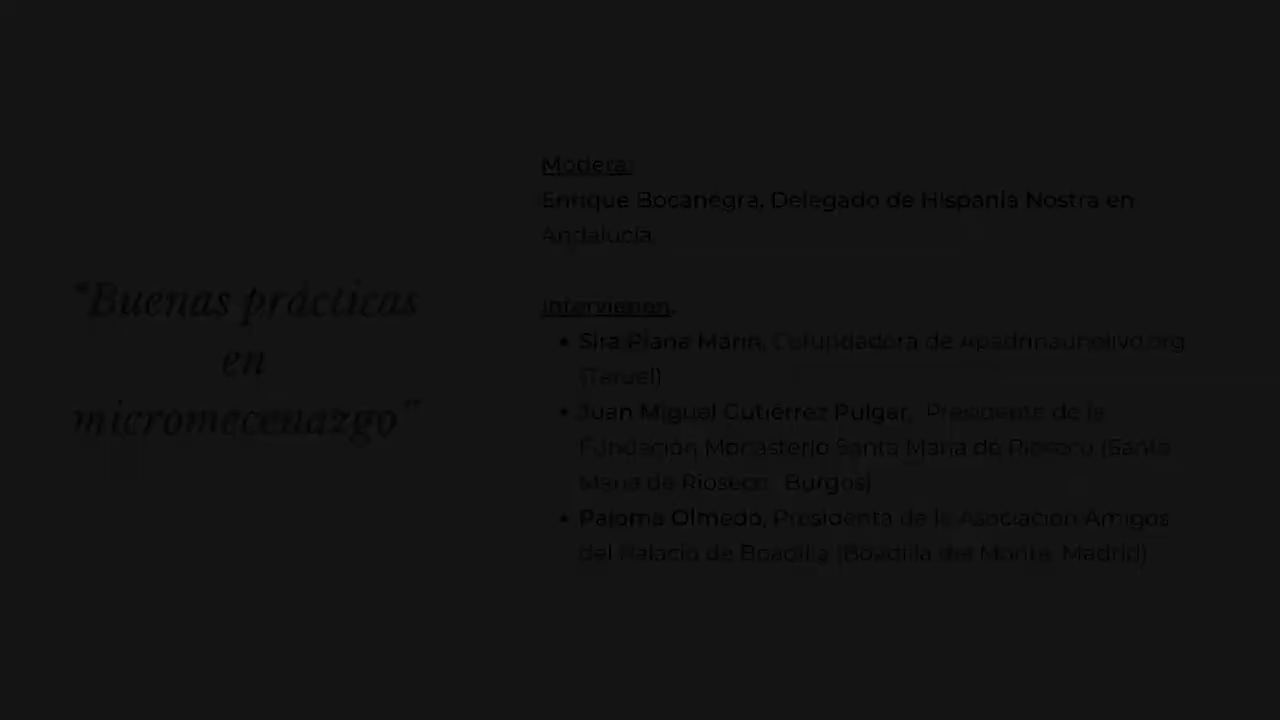 “Buenas prácticas
en
micromecenazgo”
Modera:
Enrique Bocanegra, Delegado de Hispania Nostra en
Andalucía.
Intervienen:
• Sira Plana Marín, Cofundadora de Apadrinaunolivo.org
(Teruel)
• Juan Miguel Gutiérrez Pulgar, Presidente de la
Fundación Monasterio Santa María de Rioseco (Santa
María de Rioseco, Burgos)
• Paloma Olmedo, Presidenta de la Asociación Amigos
del Palacio de Boadilla (Boadilla del Monte, Madrid)